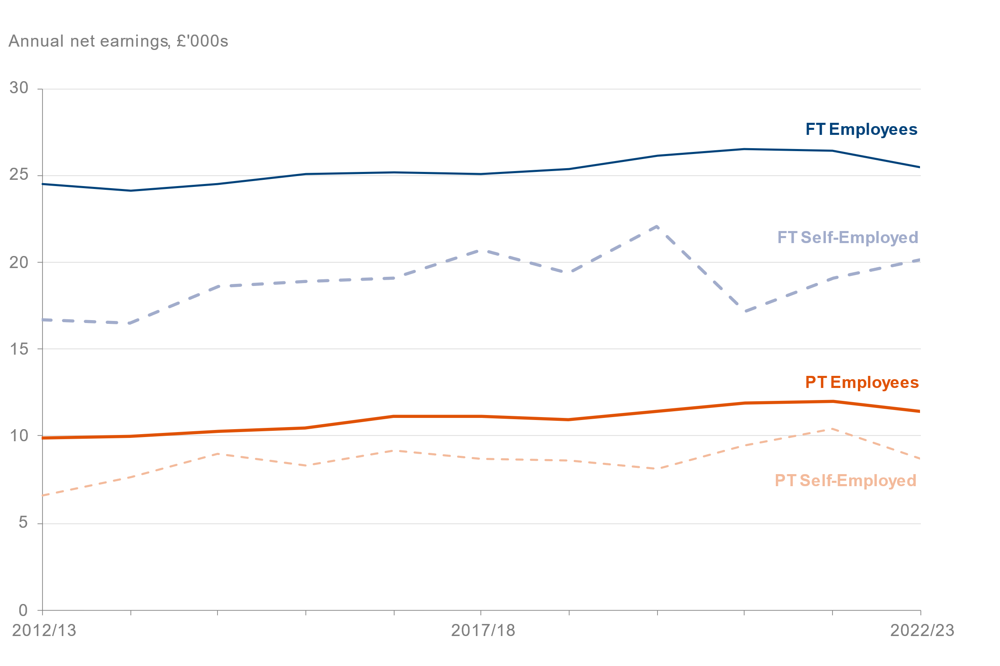 Annual net earnings, £'000s
30
FT Employees
25
FT Self-Employed
20
15
PT Employees
10
PT Self-Employed
5
0
2012/13 2017/18 2022/23